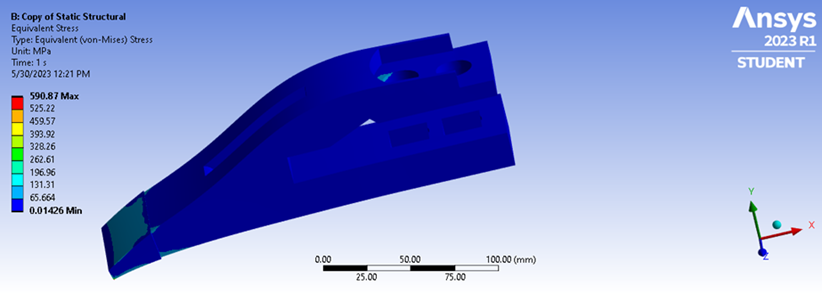 B: Copy of Static Structural
Equivalent Stress
Type: Equivalent (von-Mises) Stress
Unit: MPa
Time: 1 s
5/30/2023 12:21 PM
590.87 Max
525.22
459.57
393.92
328.26
262.61
196.96
131.31
65.664
0.01426 Min
Ansys
2023 R1
STUDENT
0.00 50.00 100.00 (mm)
25.00 75.00
Y
X
Z